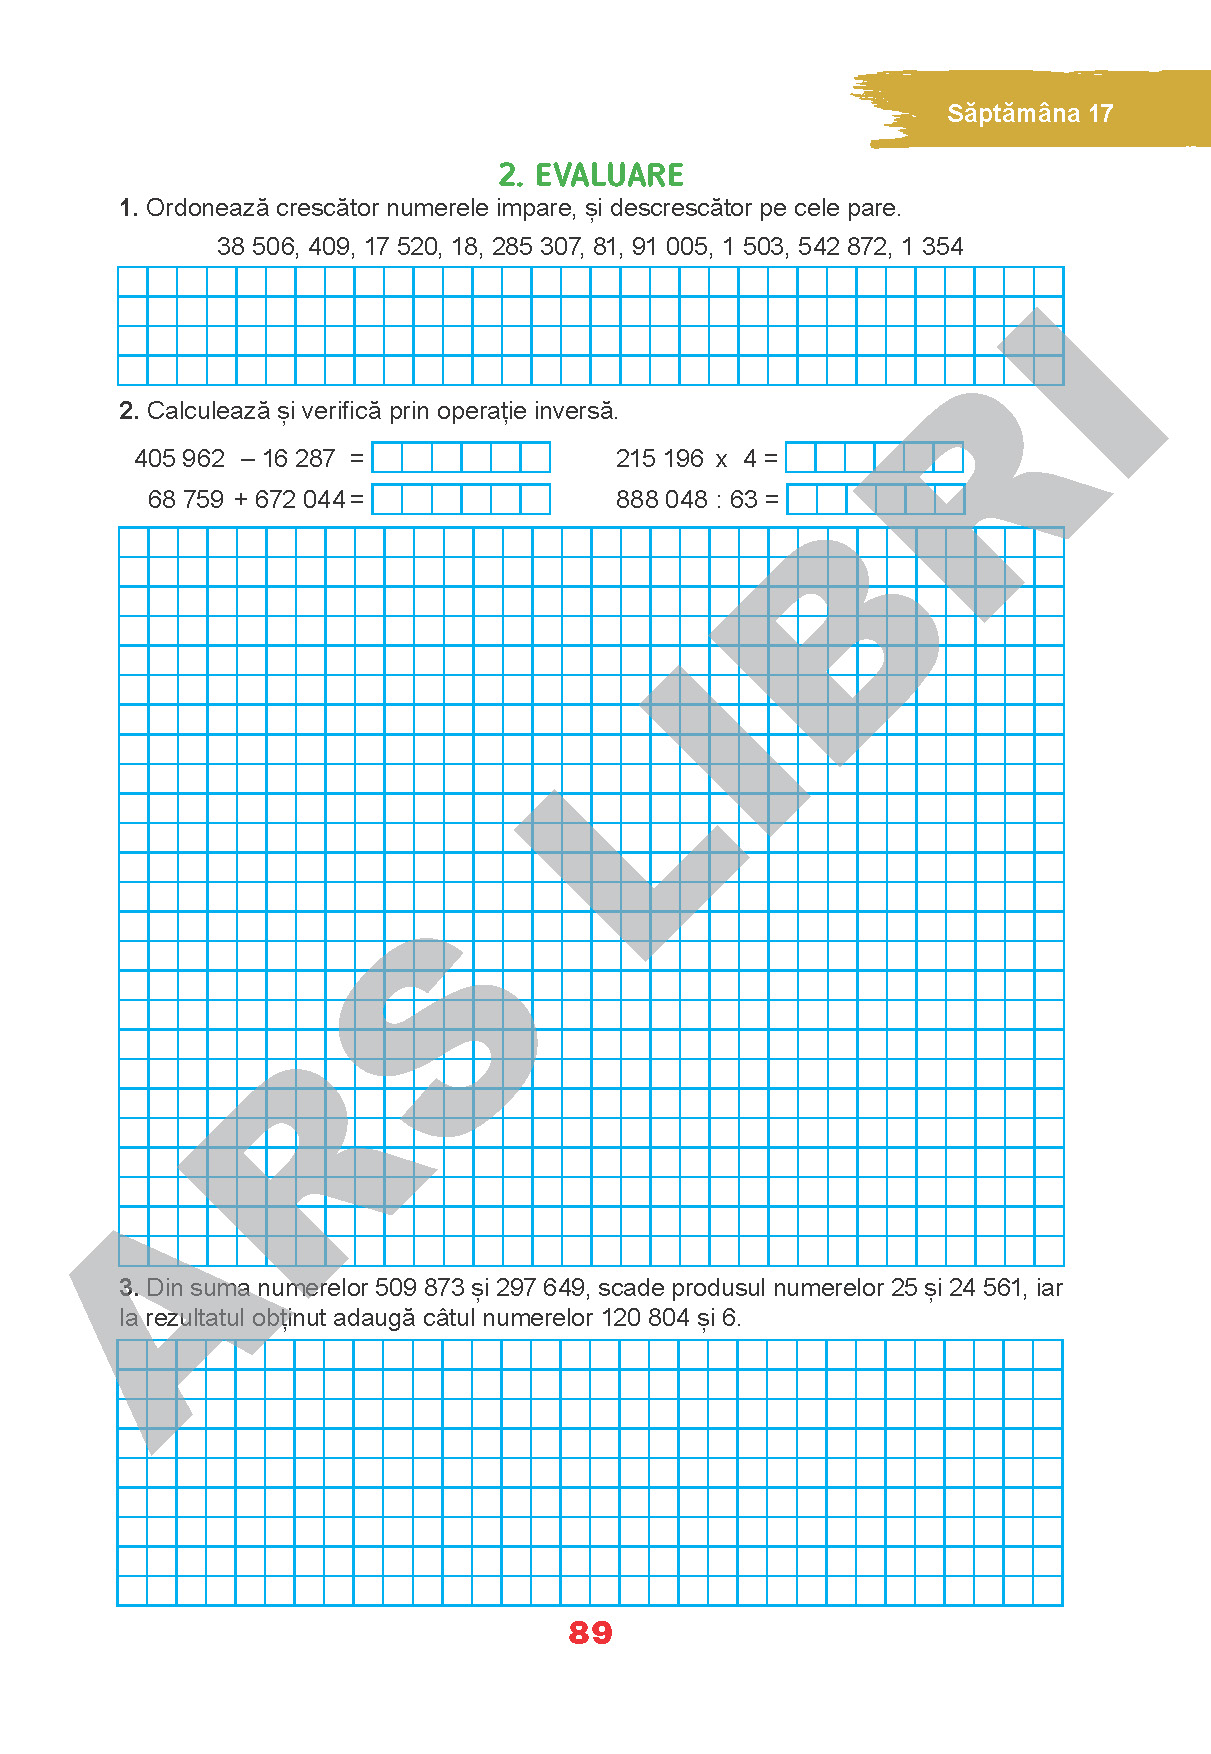 Săptămâna 17
2. EVALUARE
1. Ordonează crescător numerele impare, și descrescător pe cele pare.
38 506, 409, 17 520, 18, 285 307, 81, 91 005, 1 503, 542 872, 1 354
2. Calculează și verifică prin operație inversă.
405 962 – 16 287 =
215 196 x 4 =
68 759 + 672 044 =
888 048 : 63 =
3. Din suma numerelor 509 873 și 297 649, scade produsul numerelor 25 și 24 561, iar
la rezultatul obținut adaugă câtul numerelor 120 804 și 6.
ARS LIBRI
89